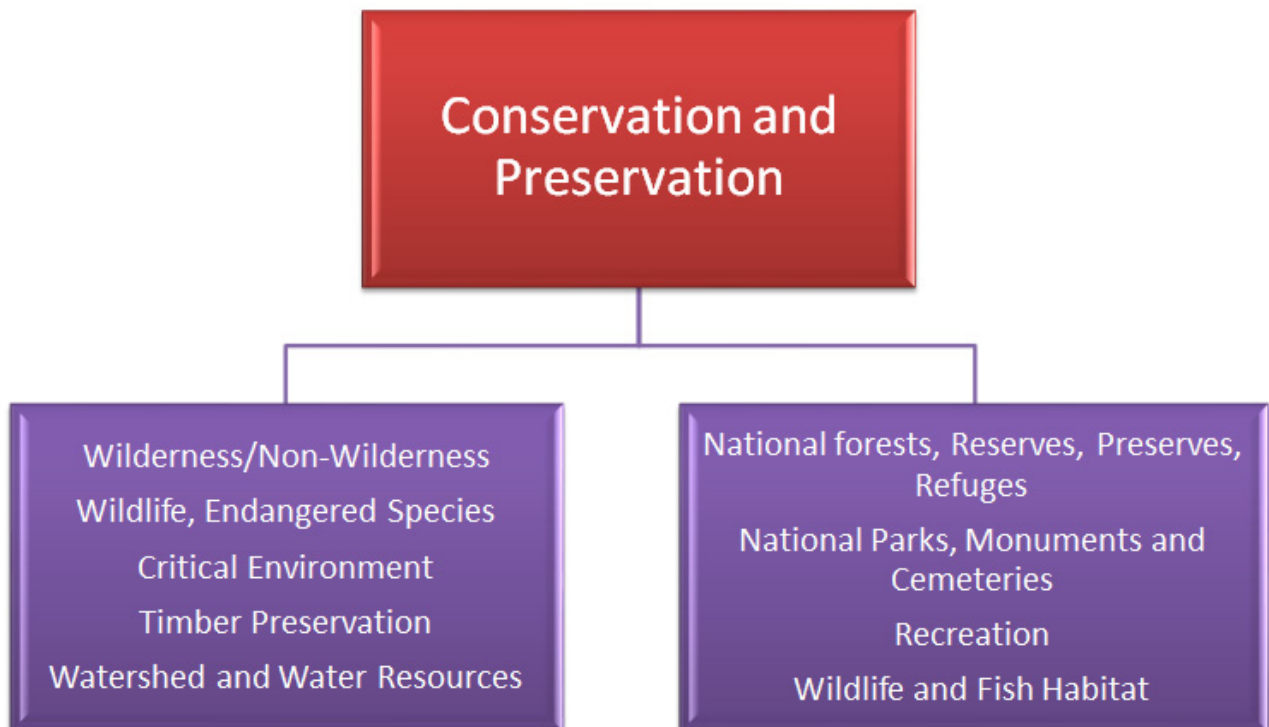 Conservation and
Preservation
Wilderness/Non-Wilderness
Wildlife, Endangered Species
Critical Environment
Timber Preservation
Watershed and Water Resources
National forests, Reserves, Preserves,
Refuges
National Parks, Monuments and
Cemeteries
Recreation
Wildlife and Fish Habitat